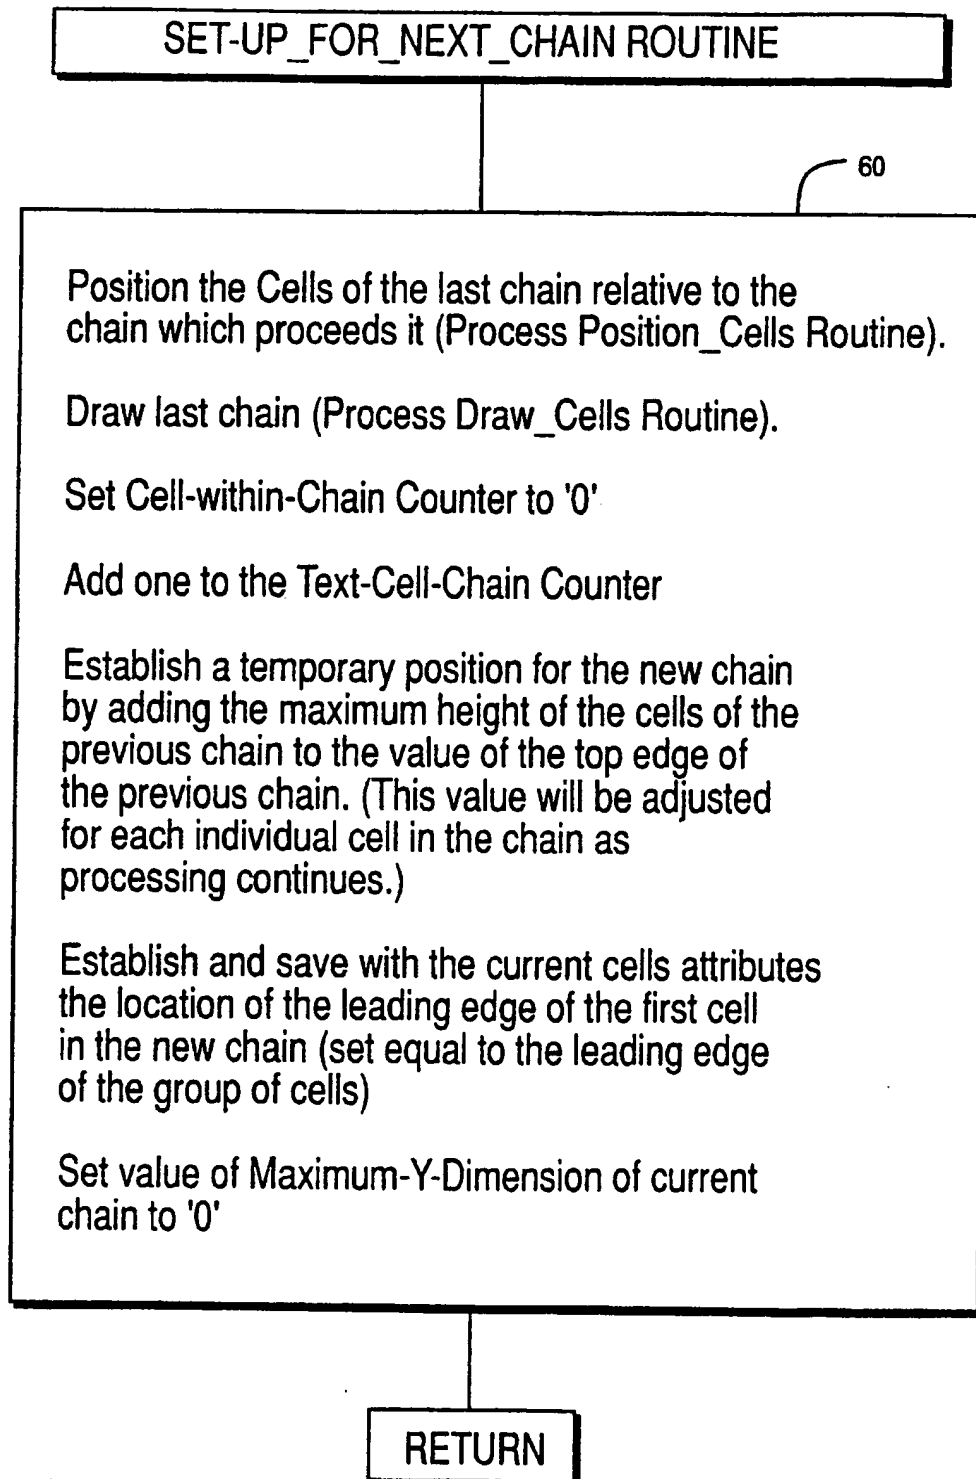 SET-UP_FOR_NEXT_CHAIN ROUTINE
60
Position the Cells of the last chain relative to the
chain which proceeds it (Process Position_Cells Routine).
Draw last chain (Process Draw_Cells Routine).
Set Cell-within-Chain Counter to '0'
Add one to the Text-Cell-Chain Counter
Establish a temporary position for the new chain
by adding the maximum height of the cells of the
previous chain to the value of the top edge of
the previous chain. (This value will be adjusted
for each individual cell in the chain as
processing continues.)
Establish and save with the current cells attributes
the location of the leading edge of the first cell
in the new chain (set equal to the leading edge
of the group of cells)
Set value of Maximum-Y-Dimension of current
chain to '0'
RETURN